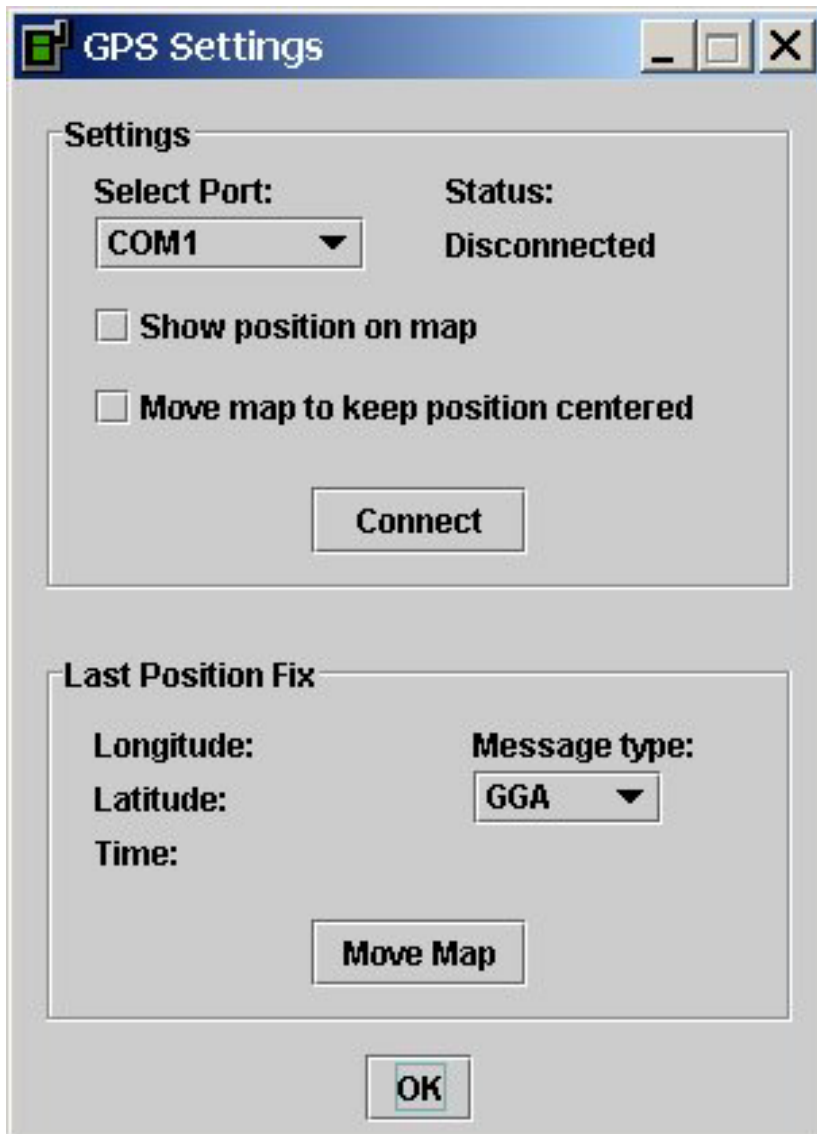 GPS Settings
Settings
Select Port: Status:
COM1 Disconnected
Show position on map
Move map to keep position centered
Connect
Last Position Fix
Longitude: Message type:
Latitude: GGA
Time:
Move Map
OK